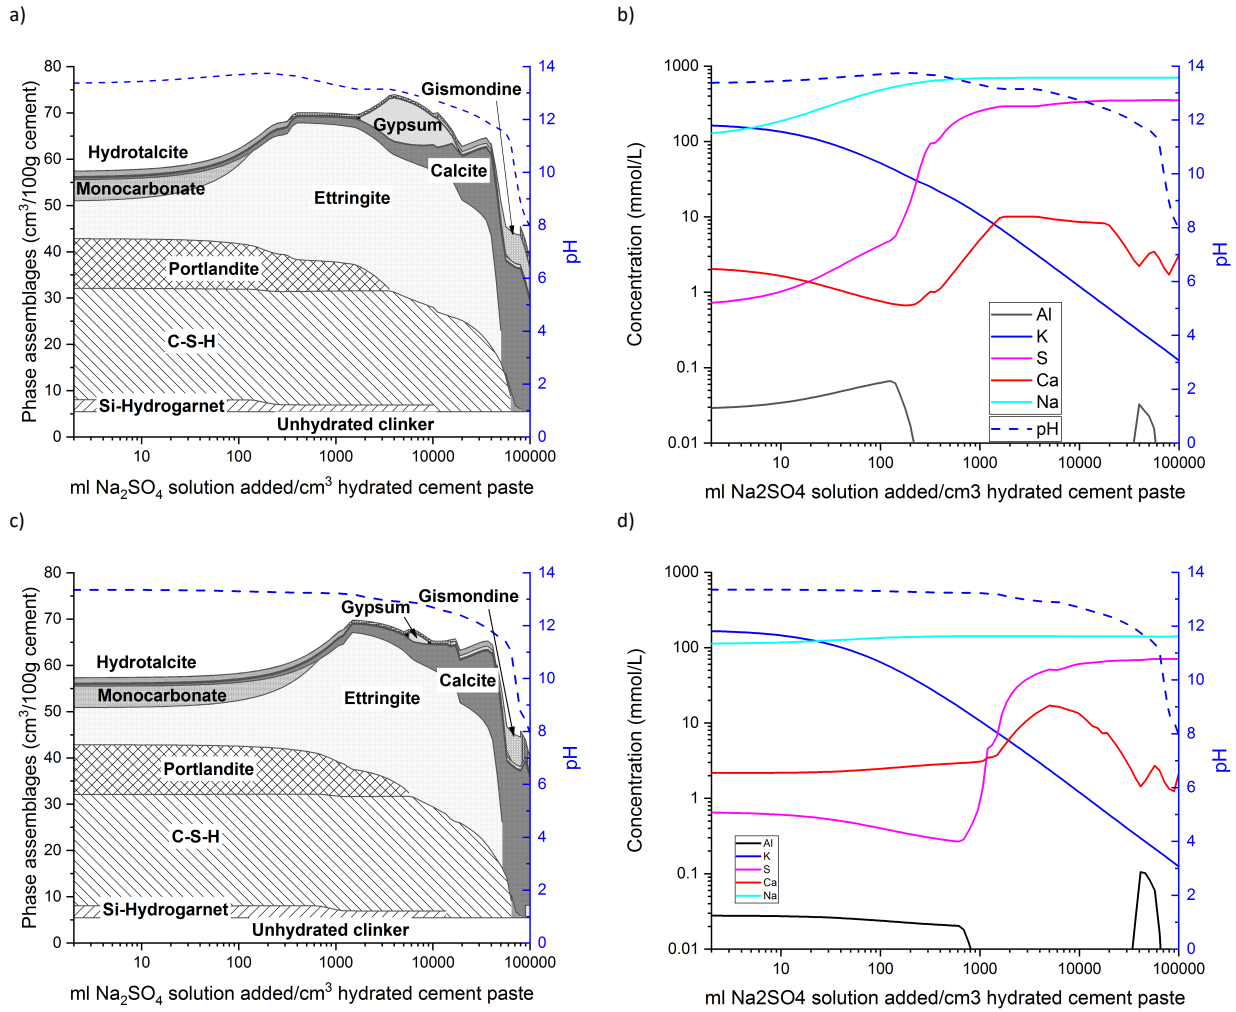 a)
80
70
60
50
40
30
20
10
0
Phase assemblages (cm³/100g cement)
Hydrotalcite
Monocarbonate
Portlandite
C-S-H
Si-Hydrogarnet
Unhydrated clinker
Ettringite
Gypsum
Calcite
Gismondine
14
12
10
8
6
4
2
0
pH
10 100 1000 10000 100000
ml Na₂SO₄ solution added/cm³ hydrated cement paste
b)
1000
100
10
1
0.1
0.01
Concentration (mmol/L)
Al
K
S
Ca
Na
pH
14
12
10
8
6
4
2
0
pH
10 100 1000 10000 100000
ml Na2SO4 solution added/cm3 hydrated cement paste
c)
80
70
60
50
40
30
20
10
0
Phase assemblages (cm³/100g cement)
Hydrotalcite
Monocarbonate
Portlandite
C-S-H
Si-Hydrogarnet
Unhydrated clinker
Ettringite
Gypsum
Calcite
Gismondine
14
12
10
8
6
4
2
0
pH
10 100 1000 10000 100000
ml Na₂SO₄ solution added/cm³ hydrated cement paste
d)
1000
100
10
1
0.1
0.01
Concentration (mmol/L)
Al
K
S
Ca
Na
14
12
10
8
6
4
2
0
pH
10 100 1000 10000 100000
ml Na2SO4 solution added/cm3 hydrated cement paste